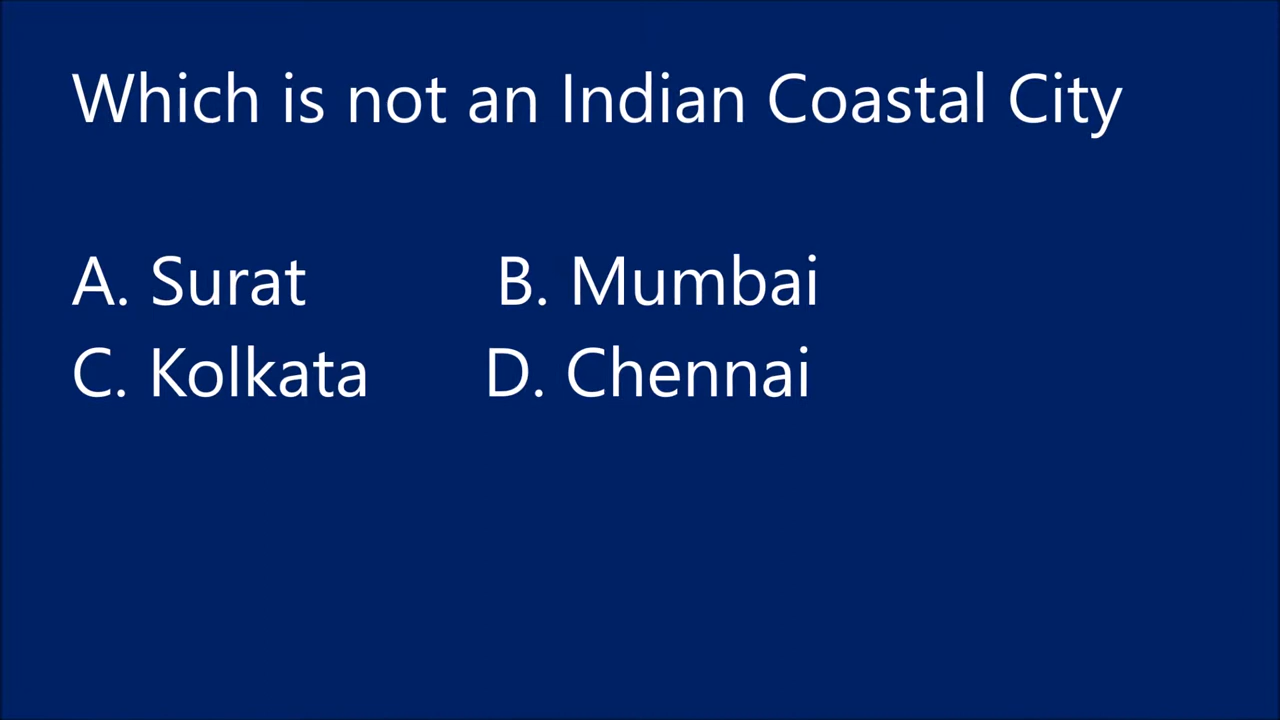 Which is not an Indian Coastal City
A. Surat B. Mumbai
C. Kolkata D. Chennai